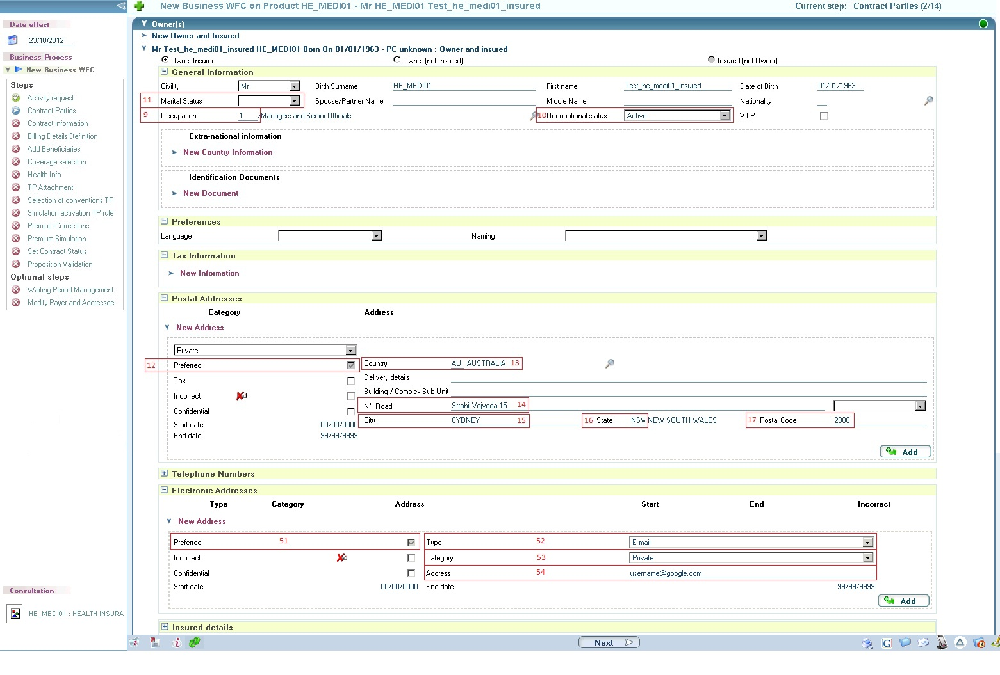 New Business WFC on Product HE_MEDI01 - Mr HE_MEDI01 Test_he_medi01_insured
Current step: Contract Parties (2/14)
Date effect
23/10/2012
Business Process
New Business WFC
Steps
Activity request
Contract Parties
Contract information
Billing Details Definition
Add Beneficiaries
Coverage selection
Health Info
TP Attachment
Selection of conventions TP
Simulation activation TP rule
Premium Corrections
Premium Simulation
Set Contract Status
Proposition Validation
Optional steps
Waiting Period Management
Modify Payer and Addressee
Consultation
HE_MEDI01 : HEALTH INSURA
Owner(s)
New Owner and Insured
Mr Test_he_medi01_insured HE_MEDI01 Born On 01/01/1963 - PC unknown : Owner and insured
Owner Insured Owner (not Insured) Insured (not Owner)
General Information
Civility Mr Birth Surname HE_MEDI01 First name Test_he_medi01_insured Date of Birth 01/01/1963
11 Marital Status Spouse/Partner Name Middle Name Nationality
9 Occupation 1 /Managers and Senior Officials 10 Occupational status Active V.I.P
Extra-national information
New Country Information
Identification Documents
New Document
Preferences
Language Naming
Tax Information
New Information
Postal Addresses
Category Address
New Address
Private
12 Preferred Country AU AUSTRALIA 13
Delivery details
Tax
Building / Complex Sub Unit
Incorrect
N°, Road Strahil Vojvoda 15 14
Confidential
City CYDNEY 15 16 State NSW NEW SOUTH WALES 17 Postal Code 2000
Start date 00/00/0000
End date 99/99/9999
Add
Telephone Numbers
Electronic Addresses
Type Category Address Start End Incorrect
New Address
Preferred 51 Type 52 E-mail
Incorrect Category 53 Private
Confidential Address 54 username@google.com
Start date 00/00/0000 End date 99/99/9999
Add
Insured details
Next
G